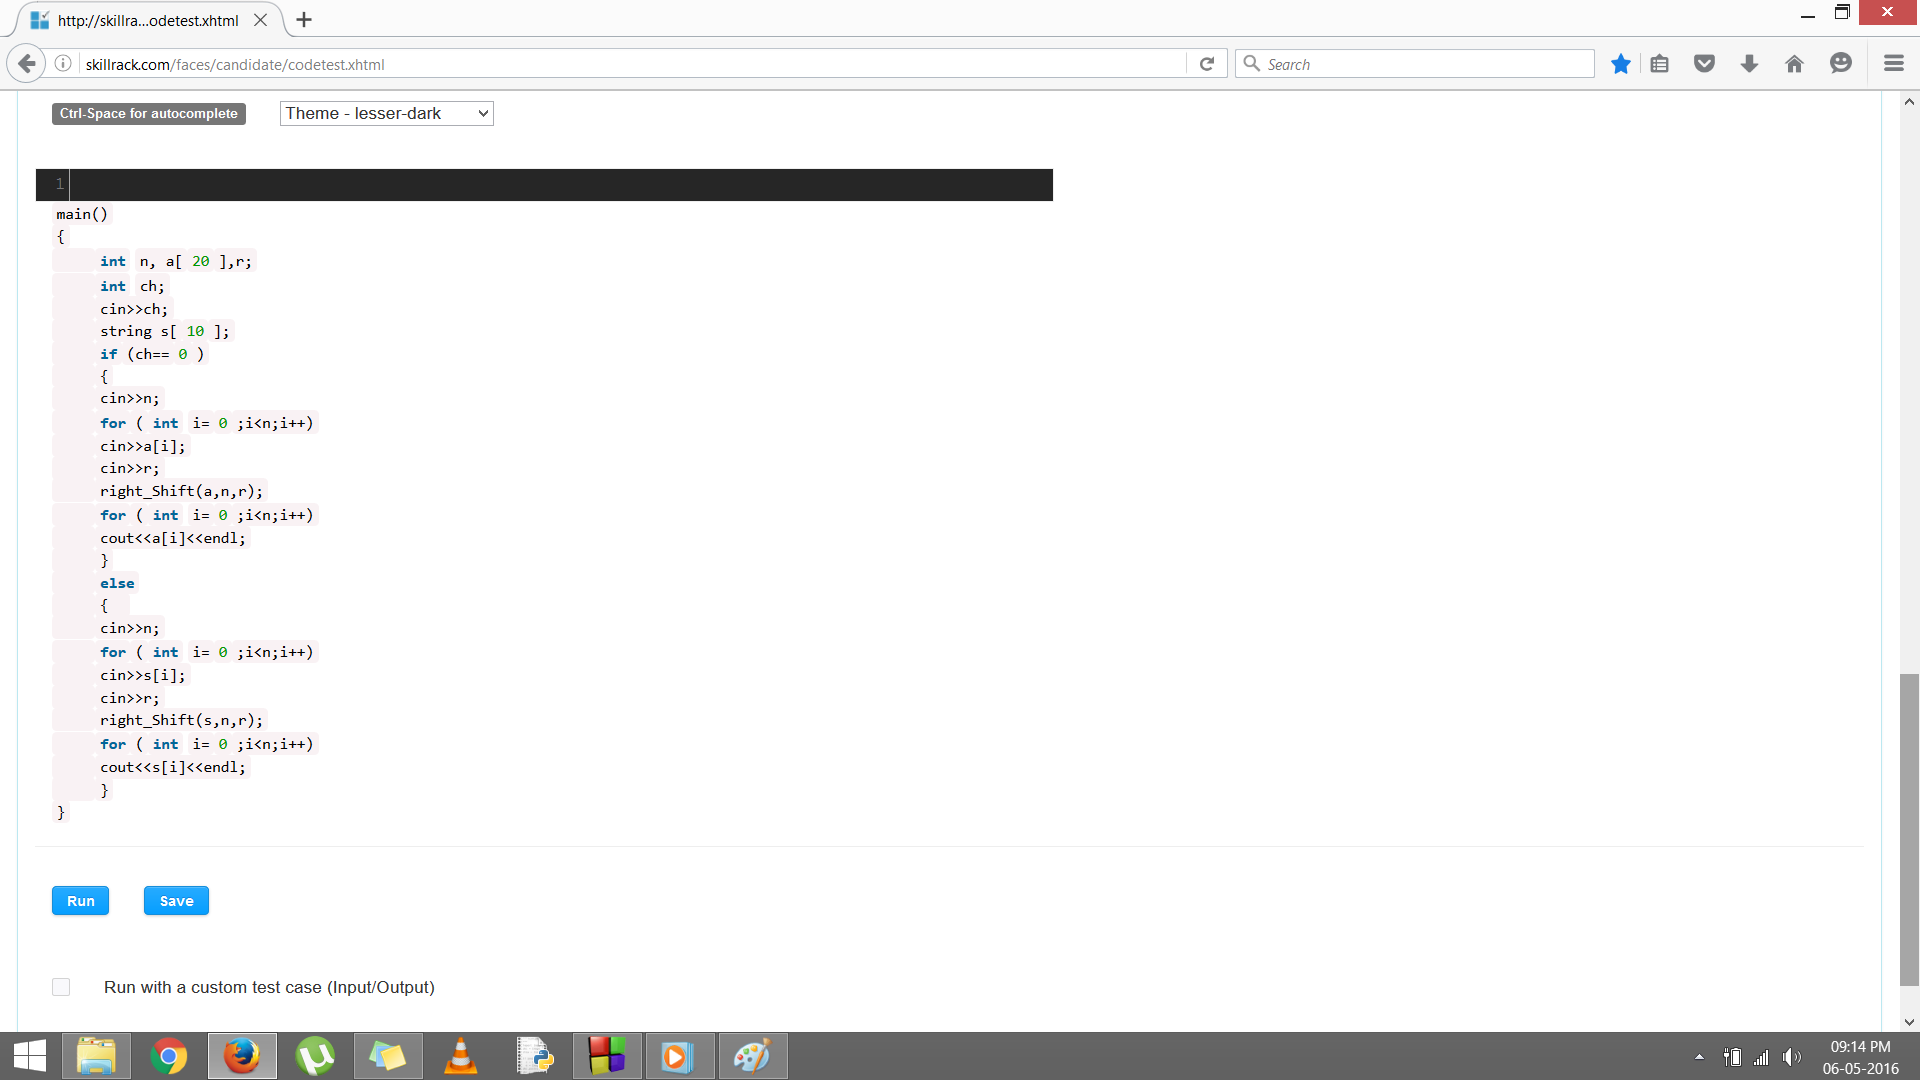 http://skillra...odetest.xhtml
skillrack.com/faces/candidate/codetest.xhtml
Search
Ctrl-Space for autocomplete
Theme - lesser-dark
1
main()
{
int n, a[ 20 ],r;
int ch;
cin>>ch;
string s[ 10 ];
if (ch== 0 )
{
cin>>n;
for ( int i= 0 ;i<n;i++)
cin>>a[i];
cin>>r;
right_Shift(a,n,r);
for ( int i= 0 ;i<n;i++)
cout<<a[i]<<endl;
}
else
{
cin>>n;
for ( int i= 0 ;i<n;i++)
cin>>s[i];
cin>>r;
right_Shift(s,n,r);
for ( int i= 0 ;i<n;i++)
cout<<s[i]<<endl;
}
}
Run
Save
Run with a custom test case (Input/Output)
09:14 PM
06-05-2016